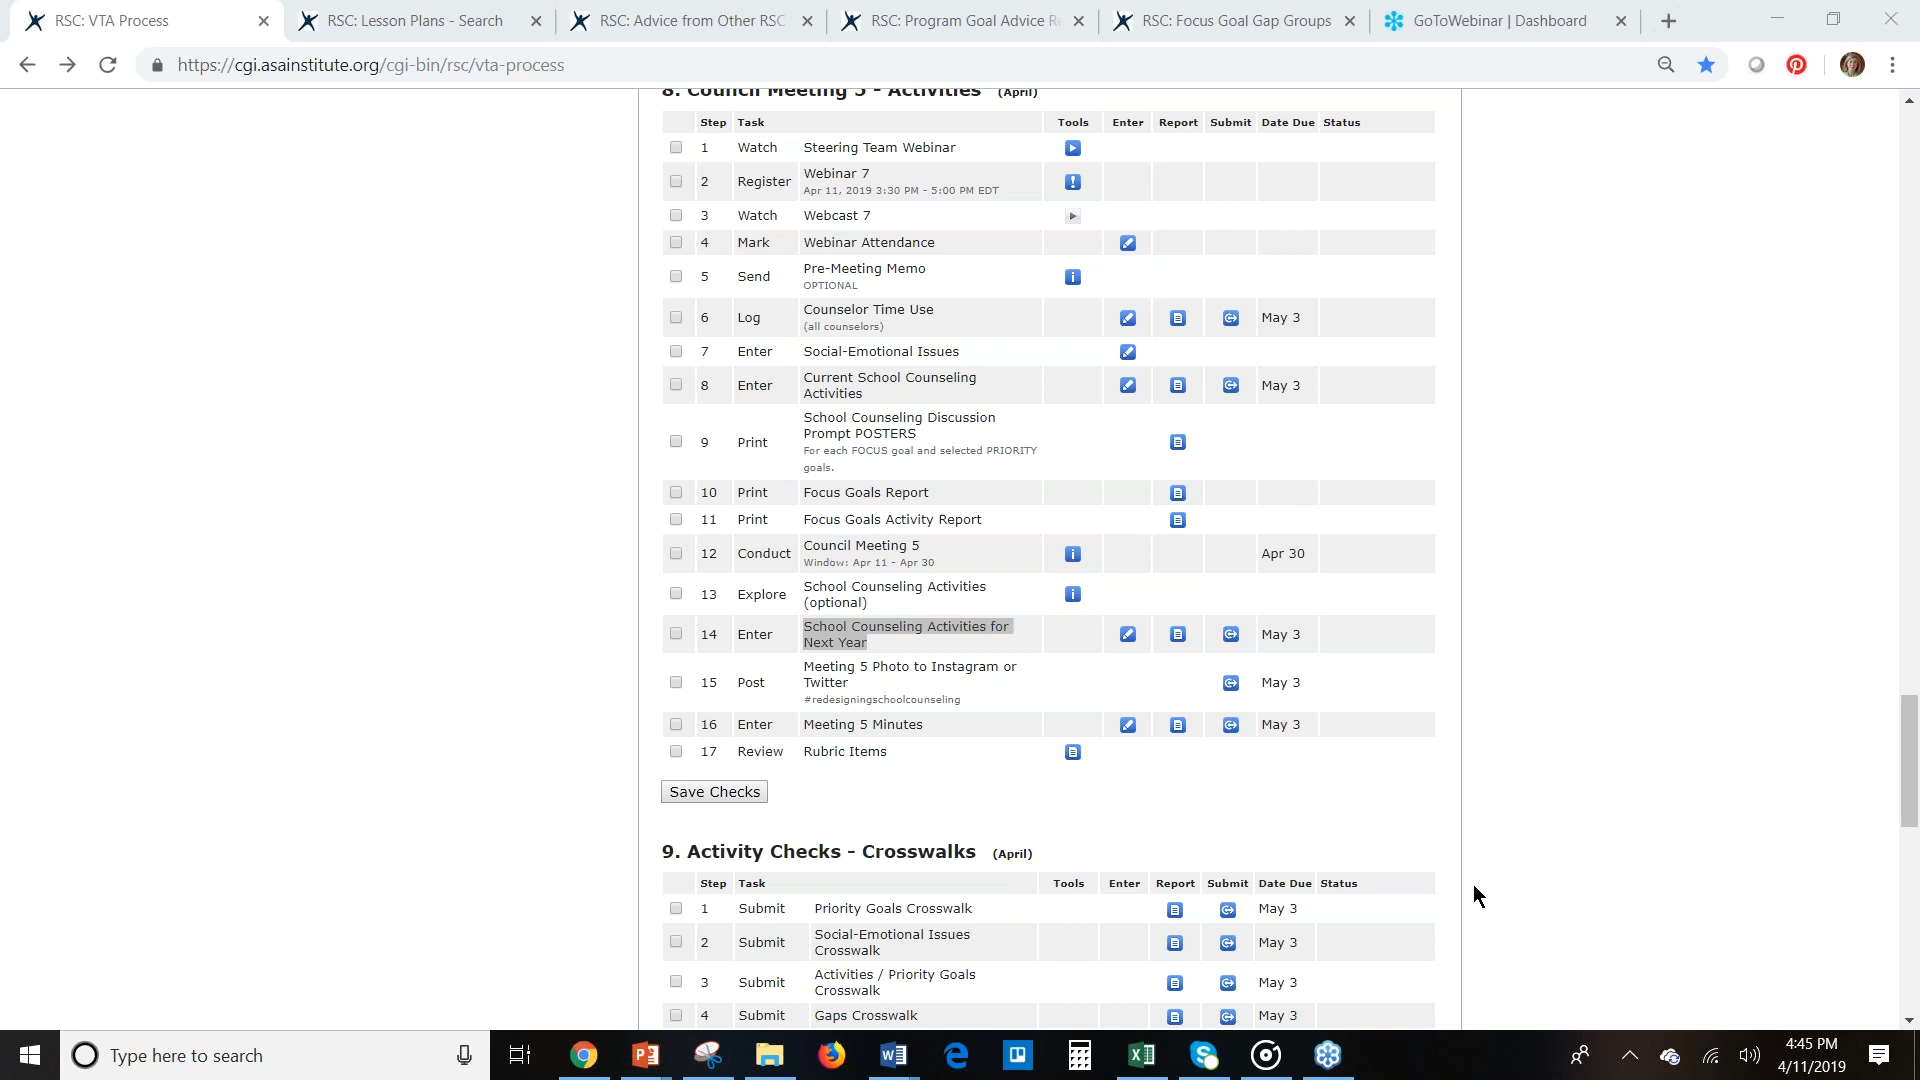 RSC: VTA Process
RSC: Lesson Plans - Search
RSC: Advice from Other RSC
RSC: Program Goal Advice Re
RSC: Focus Goal Gap Groups
GoToWebinar | Dashboard
https://cgi.asainstitute.org/cgi-bin/rsc/vta-process
8. Council Meeting 5 - Activities (April)
Step Task Tools Enter Report Submit Date Due Status
1 Watch Steering Team Webinar
2 Register Webinar 7
Apr 11, 2019 3:30 PM - 5:00 PM EDT
3 Watch Webcast 7
4 Mark Webinar Attendance
5 Send Pre-Meeting Memo
OPTIONAL
6 Log Counselor Time Use May 3
(all counselors)
7 Enter Social-Emotional Issues
8 Enter Current School Counseling May 3
Activities
9 Print School Counseling Discussion
Prompt POSTERS
For each FOCUS goal and selected PRIORITY
goals.
10 Print Focus Goals Report
11 Print Focus Goals Activity Report
12 Conduct Council Meeting 5 Apr 30
Window: Apr 11 - Apr 30
13 Explore School Counseling Activities
(optional)
14 Enter School Counseling Activities for May 3
Next Year
15 Post Meeting 5 Photo to Instagram or May 3
Twitter
#redesigningschoolcounseling
16 Enter Meeting 5 Minutes May 3
17 Review Rubric Items
Save Checks
9. Activity Checks - Crosswalks (April)
Step Task Tools Enter Report Submit Date Due Status
1 Submit Priority Goals Crosswalk May 3
2 Submit Social-Emotional Issues May 3
Crosswalk
3 Submit Activities / Priority Goals May 3
Crosswalk
4 Submit Gaps Crosswalk May 3
Type here to search
4:45 PM
4/11/2019